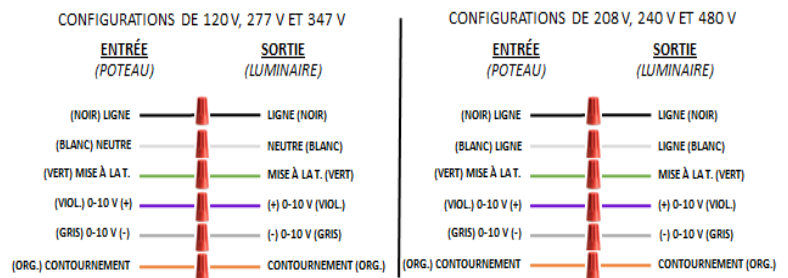 CONFIGURATIONS DE 120 V, 277 V ET 347 V
ENTRÉE SORTIE
(POTEAU) (LUMINAIRE)
(NOIR) LIGNE LIGNE (NOIR)
(BLANC) NEUTRE NEUTRE (BLANC)
(VERT) MISE À LA T. MISE À LA T. (VERT)
(VIOL.) 0-10 V (+) (+) 0-10 V (VIOL.)
(GRIS) 0-10 V (-) (-) 0-10 V (GRIS)
(ORG.) CONTOURNEMENT CONTOURNEMENT (ORG.)
CONFIGURATIONS DE 208 V, 240 V ET 480 V
ENTRÉE SORTIE
(POTEAU) (LUMINAIRE)
(NOIR) LIGNE LIGNE (NOIR)
(BLANC) LIGNE LIGNE (BLANC)
(VERT) MISE À LA T. MISE À LA T. (VERT)
(VIOL.) 0-10 V (+) (+) 0-10 V (VIOL.)
(GRIS) 0-10 V (-) (-) 0-10 V (GRIS)
(ORG.) CONTOURNEMENT CONTOURNEMENT (ORG.)